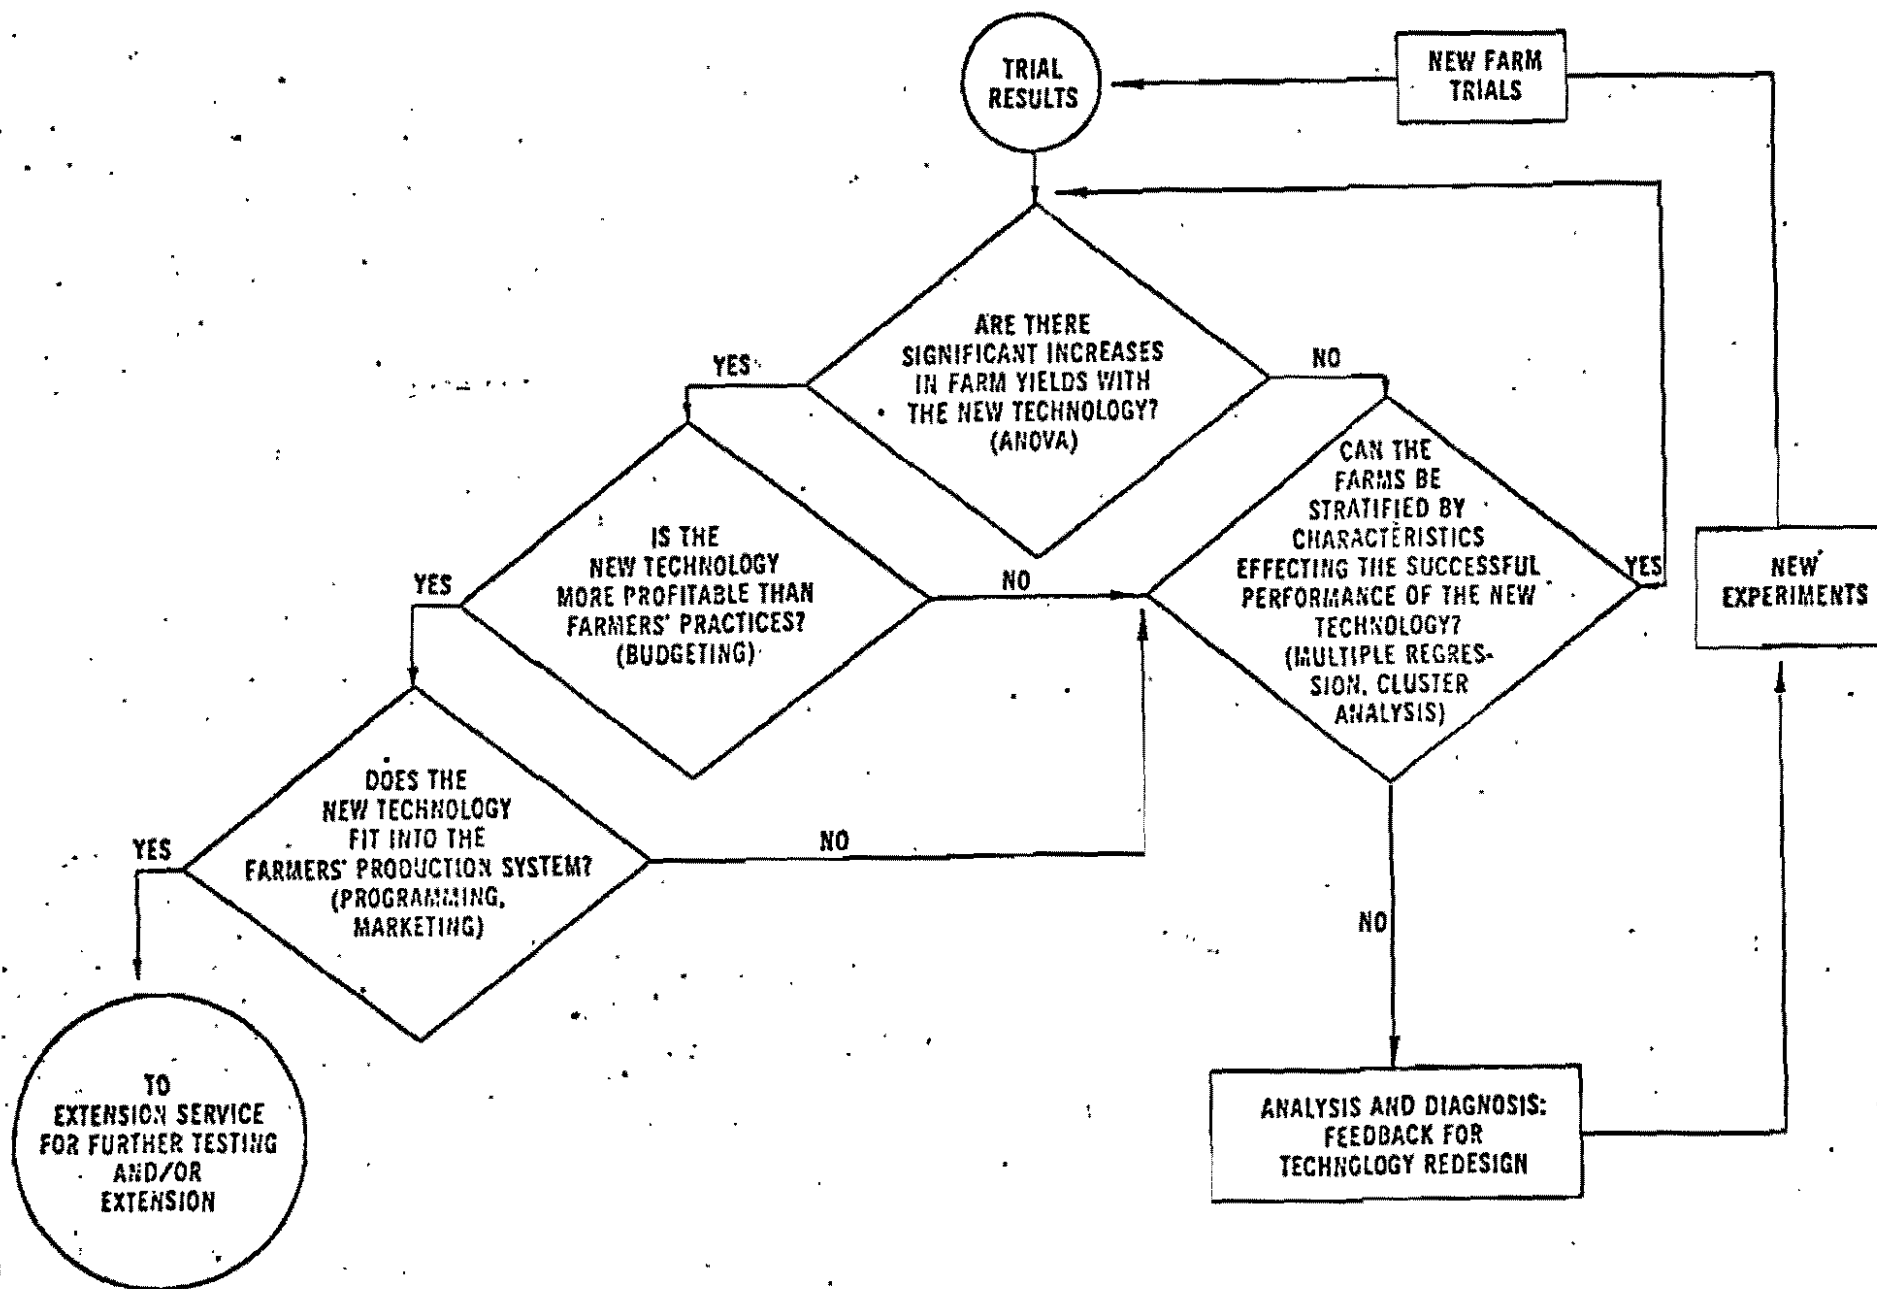 TRIAL
RESULTS
NEW FARM
TRIALS
ARE THERE
SIGNIFICANT INCREASES
IN FARM YIELDS WITH
THE NEW TECHNOLOGY?
(ANOVA)
YES
NO
CAN THE
FARMS BE
STRATIFIED BY
CHARACTERISTICS
EFFECTING THE SUCCESSFUL
PERFORMANCE OF THE NEW
TECHNOLOGY?
(MULTIPLE REGRES-
SION, CLUSTER
ANALYSIS)
YES
NEW
EXPERIMENTS
IS THE
NEW TECHNOLOGY
MORE PROFITABLE THAN
FARMERS' PRACTICES?
(BUDGETING)
YES
NO
DOES THE
NEW TECHNOLOGY
FIT INTO THE
FARMERS' PRODUCTION SYSTEM?
(PROGRAMMING,
MARKETING)
YES
NO
NO
TO
EXTENSION SERVICE
FOR FURTHER TESTING
AND/OR
EXTENSION
ANALYSIS AND DIAGNOSIS:
FEEDBACK FOR
TECHNOLOGY REDESIGN